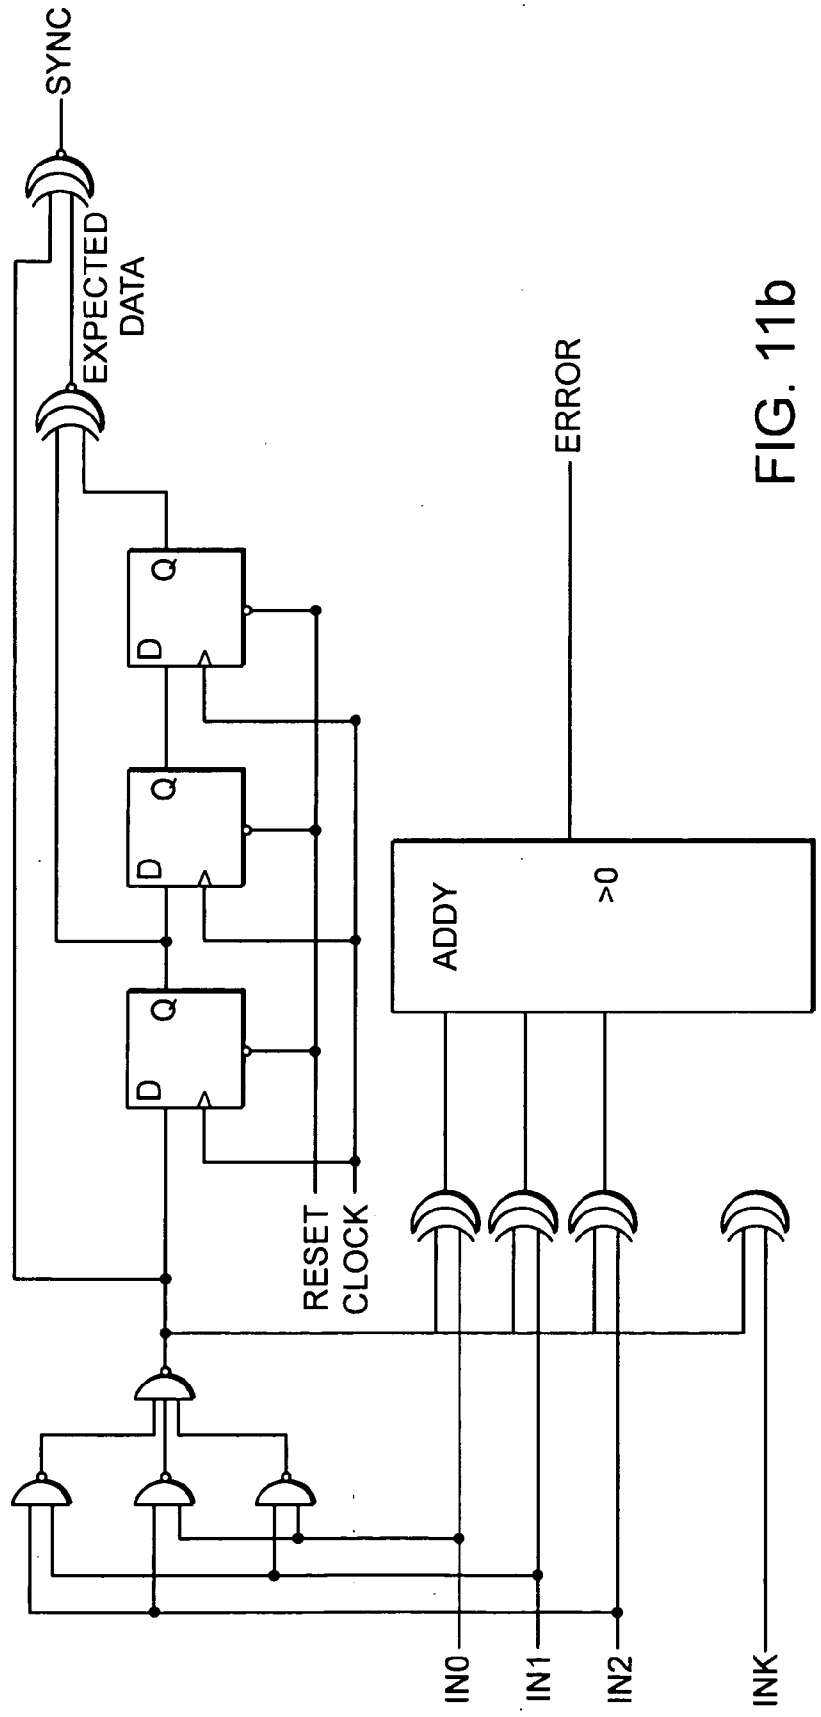 SYNC
EXPECTED
DATA
D
Q
D
Q
D
Q
RESET
CLOCK
ADDY
>0
ERROR
IN0
IN1
IN2
INK
FIG. 11b